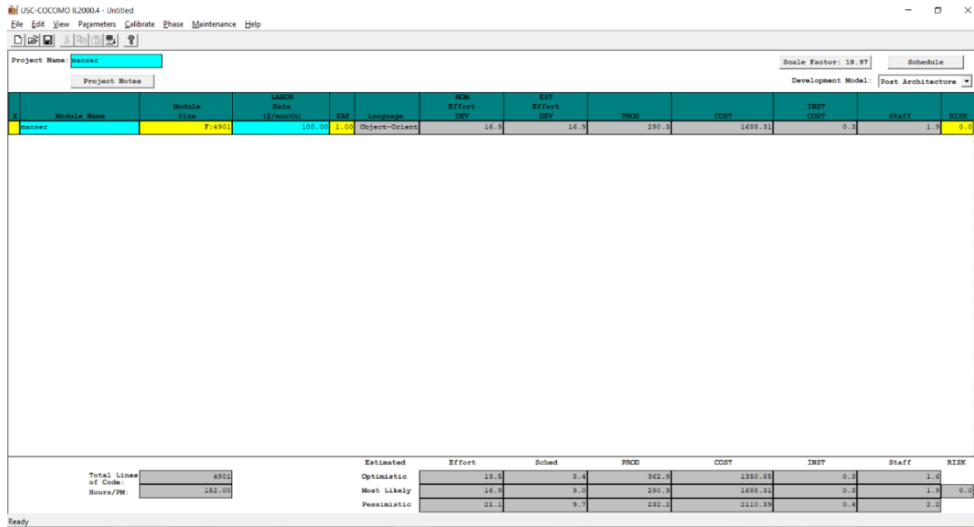 USC-COCOMO II.2000.4 - Untitled
File Edit View Parameters Calibrate Phase Maintenance Help
Project Name: manser
Scale Factor: 18.97 Schedule
Project Notes
Development Model: Post Architecture
X Module Name Module Size LABOR Rate ($/month) EAF Language NOM Effort DEV EST Effort DEV PROD COST INST COST Staff RISK
manser F:4901 100.00 1.00 Object-Orient 16.9 16.9 290.3 1688.31 0.3 1.9 0.0
Estimated Effort Sched PROD COST INST Staff RISK
Total Lines of Code: 4901 Optimistic 13.5 8.4 362.9 1350.65 0.3 1.6
Hours/PM: 152.00 Most Likely 16.9 9.0 290.3 1688.31 0.3 1.9 0.0
Pessimistic 21.1 9.7 232.2 2110.39 0.4 2.2
Ready